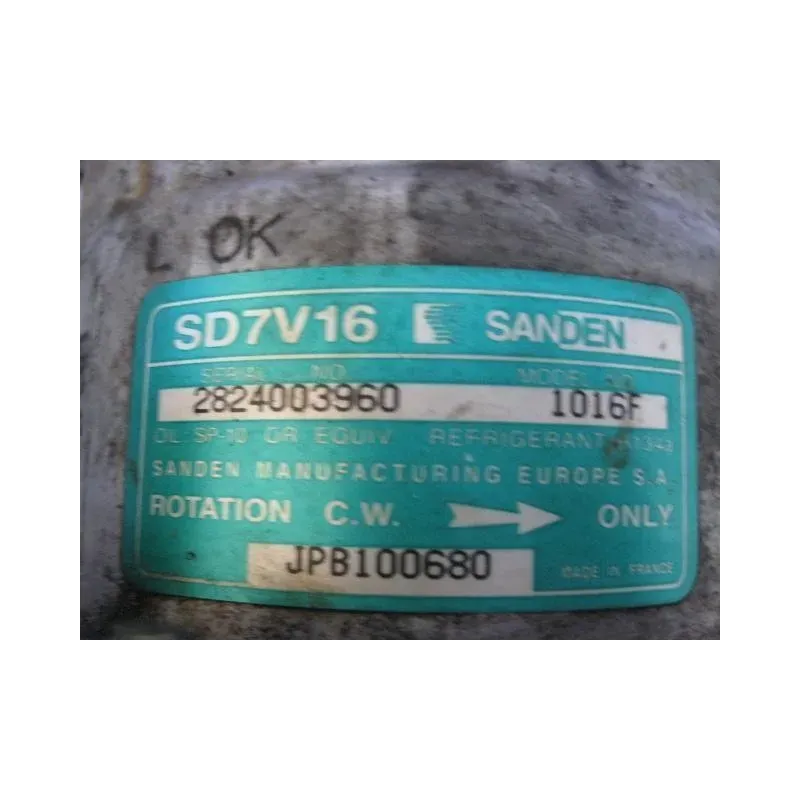 L OK
SD7V16 SANDEN
SERIAL NO. MODEL NO.
2824003960 1016F
OIL: SP-10 OR EQUIV. REFRIGERANT: R134a
SANDEN MANUFACTURING EUROPE S.A.
ROTATION C.W. ONLY
JPB100680 MADE IN FRANCE